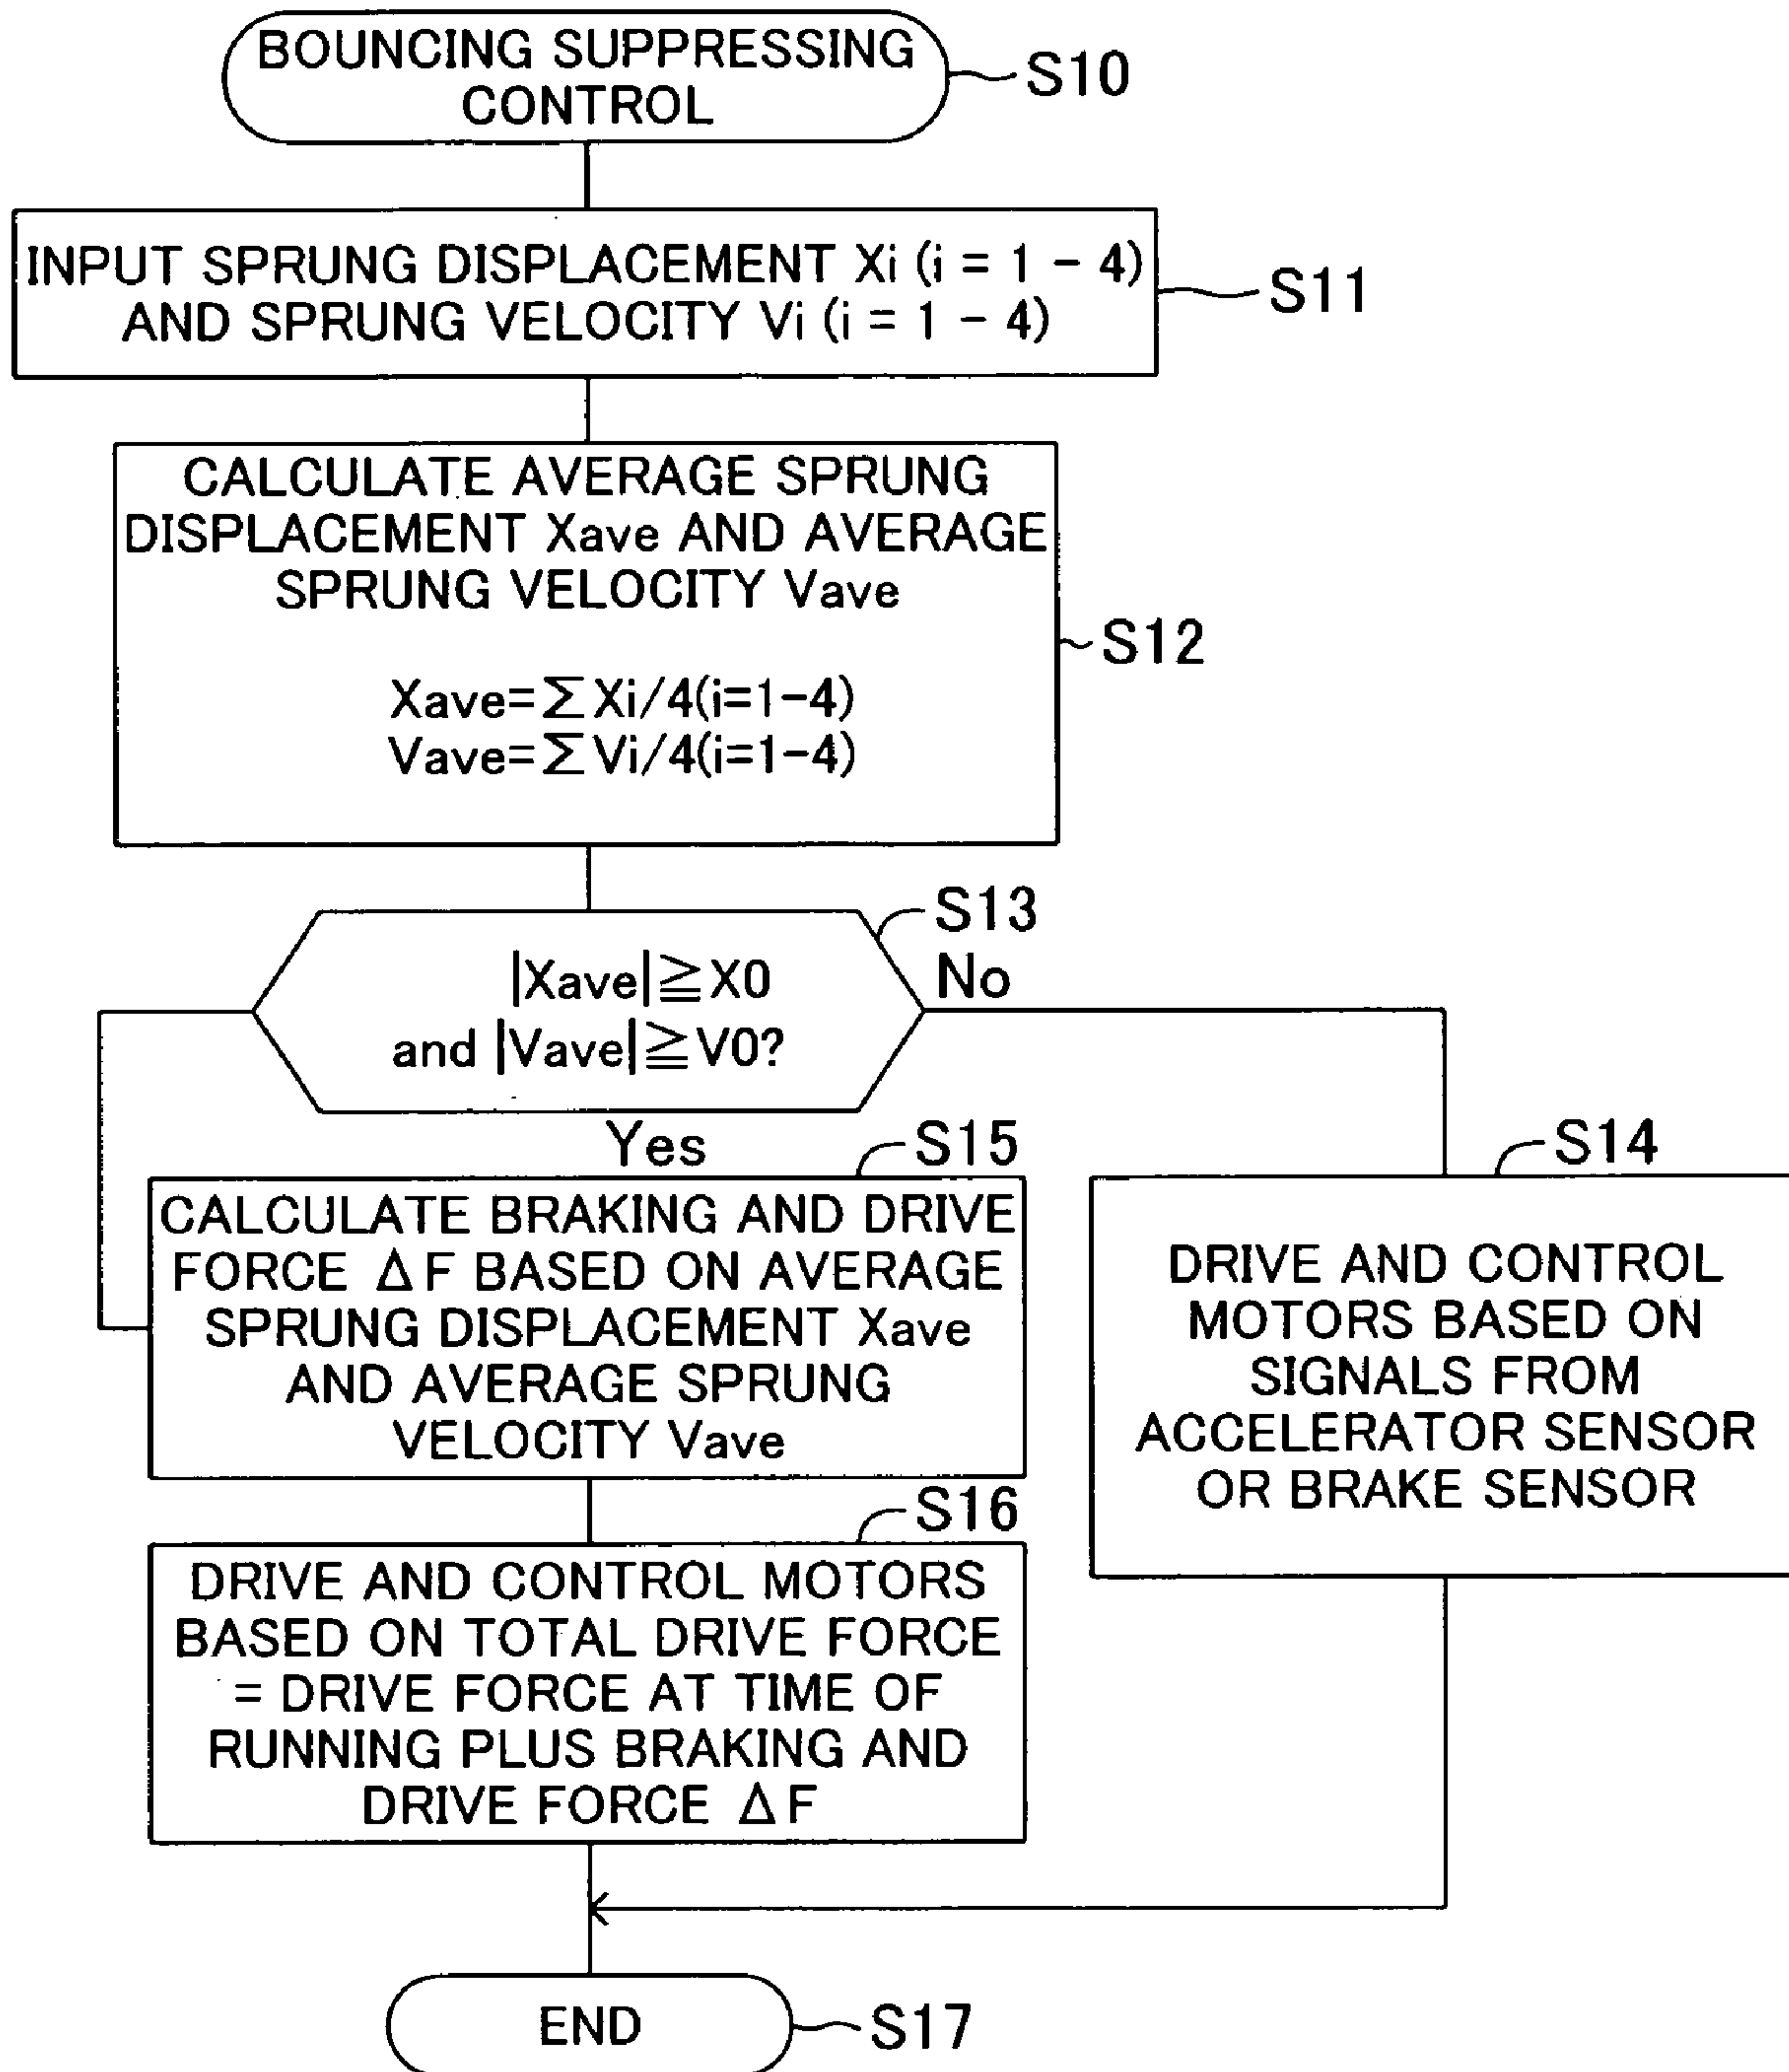 BOUNCING SUPPRESSING
CONTROL
S10
INPUT SPRUNG DISPLACEMENT Xi (i = 1 - 4)
AND SPRUNG VELOCITY Vi (i = 1 - 4)
S11
CALCULATE AVERAGE SPRUNG
DISPLACEMENT Xave AND AVERAGE
SPRUNG VELOCITY Vave
Xave=∑Xi/4(i=1-4)
Vave=∑Vi/4(i=1-4)
S12
S13
|Xave|≧X0
and |Vave|≧V0?
No
Yes
S15
CALCULATE BRAKING AND DRIVE
FORCE ΔF BASED ON AVERAGE
SPRUNG DISPLACEMENT Xave
AND AVERAGE SPRUNG
VELOCITY Vave
S14
DRIVE AND CONTROL
MOTORS BASED ON
SIGNALS FROM
ACCELERATOR SENSOR
OR BRAKE SENSOR
S16
DRIVE AND CONTROL MOTORS
BASED ON TOTAL DRIVE FORCE
= DRIVE FORCE AT TIME OF
RUNNING PLUS BRAKING AND
DRIVE FORCE ΔF
END
S17